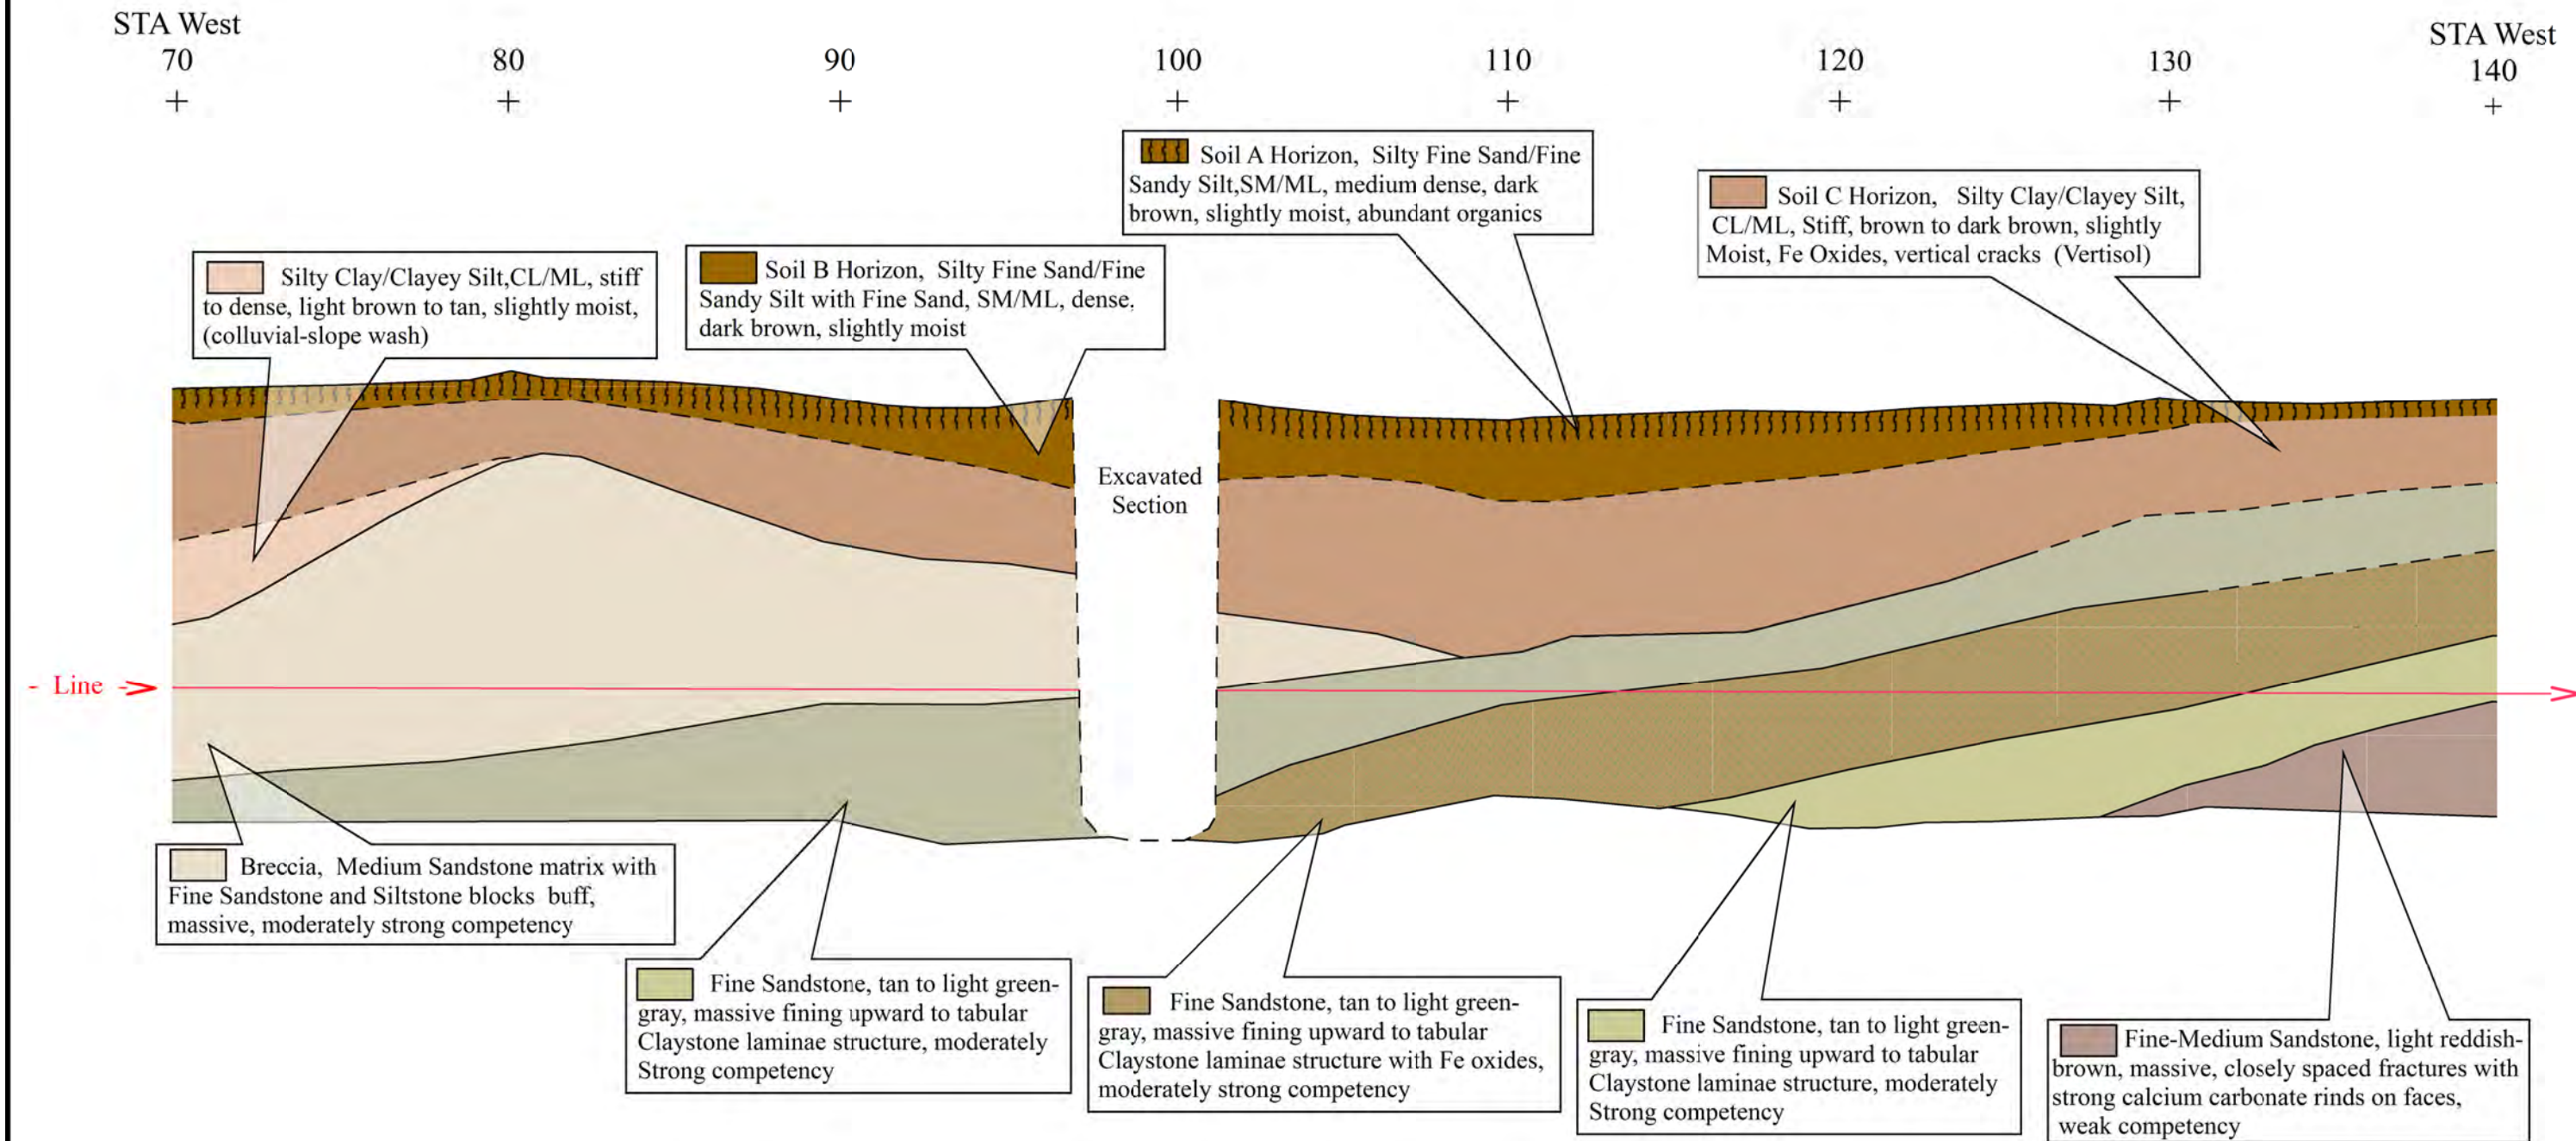 STA West
70
80
90
100
110
120
130
STA West
140
Soil A Horizon, Silty Fine Sand/Fine
Sandy Silt,SM/ML, medium dense, dark
brown, slightly moist, abundant organics
Soil C Horizon, Silty Clay/Clayey Silt,
CL/ML, Stiff, brown to dark brown, slightly
Moist, Fe Oxides, vertical cracks (Vertisol)
Silty Clay/Clayey Silt,CL/ML, stiff
to dense, light brown to tan, slightly moist,
(colluvial-slope wash)
Soil B Horizon, Silty Fine Sand/Fine
Sandy Silt with Fine Sand, SM/ML, dense,
dark brown, slightly moist
Excavated
Section
Line
Breccia, Medium Sandstone matrix with
Fine Sandstone and Siltstone blocks buff,
massive, moderately strong competency
Fine Sandstone, tan to light green-
gray, massive fining upward to tabular
Claystone laminae structure, moderately
Strong competency
Fine Sandstone, tan to light green-
gray, massive fining upward to tabular
Claystone laminae structure with Fe oxides,
moderately strong competency
Fine Sandstone, tan to light green-
gray, massive fining upward to tabular
Claystone laminae structure, moderately
Strong competency
Fine-Medium Sandstone, light reddish-
brown, massive, closely spaced fractures with
strong calcium carbonate rinds on faces,
weak competency